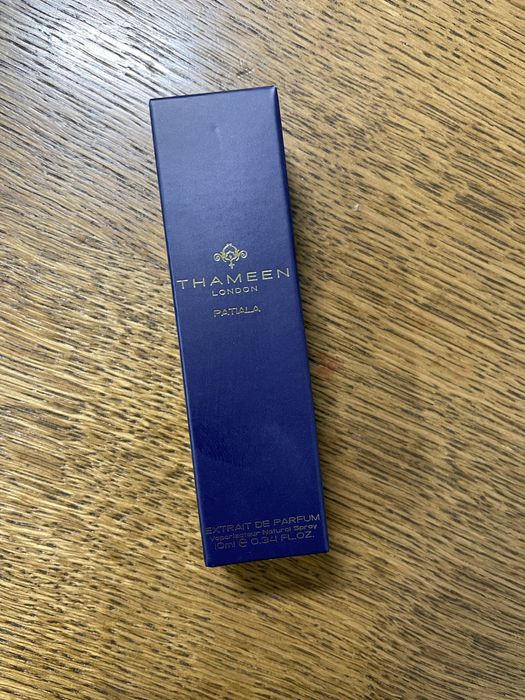 THAMEEN
LONDON
PATIALA
EXTRAIT DE PARFUM
Vaporisateur Natural Spray
10ml e 0.34 FL.OZ.